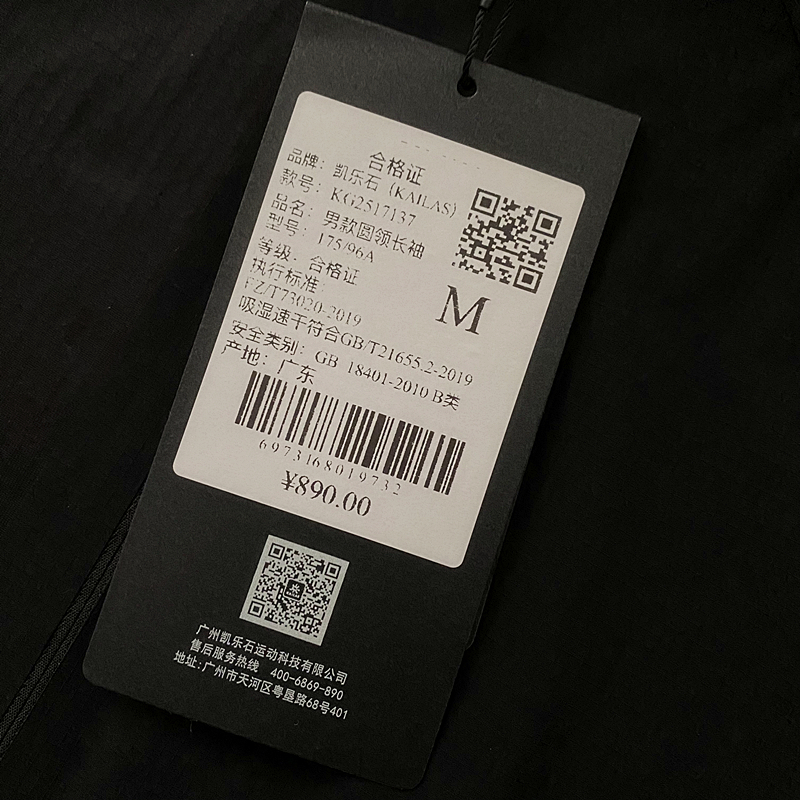 合格证
品牌：凯乐石（KAILAS）
款号：KG2517137
品名：男款圆领长袖
型号：175/96A
M
等级：合格证
执行标准：
FZ/T73020-2019
吸湿速干符合GB/T21655.2-2019
安全类别：GB 18401-2010 B类
产地：广东
6973168019732
¥890.00
广州凯乐石运动科技有限公司
售后服务热线 400-6869-890
地址:广州市天河区粤垦路68号401